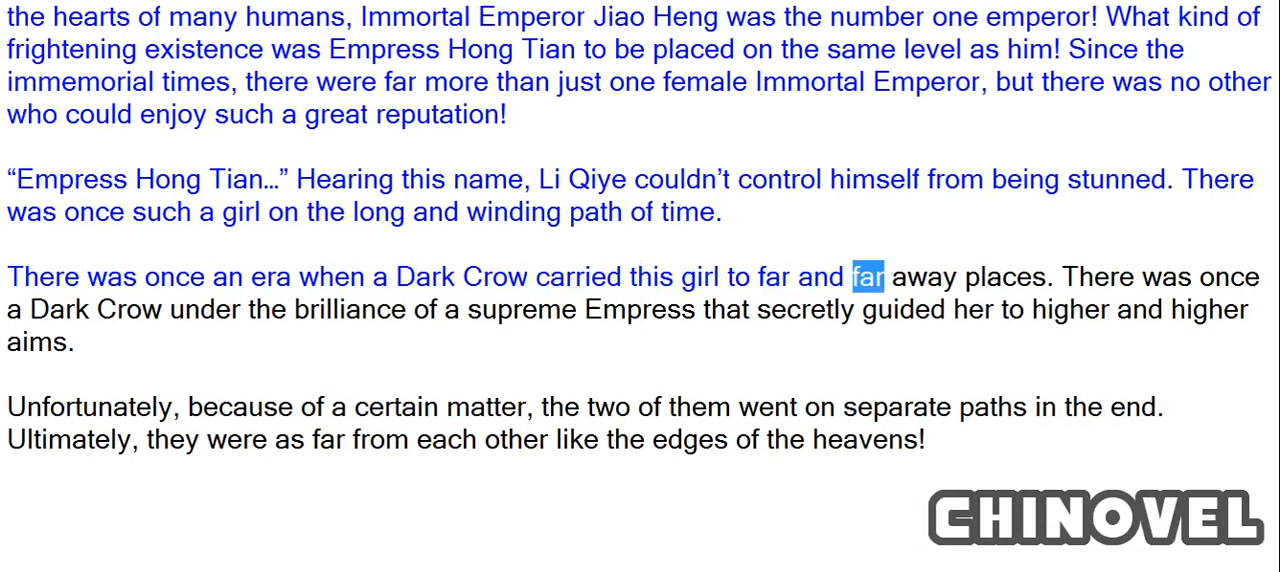 the hearts of many humans, Immortal Emperor Jiao Heng was the number one emperor! What kind of
frightening existence was Empress Hong Tian to be placed on the same level as him! Since the
immemorial times, there were far more than just one female Immortal Emperor, but there was no other
who could enjoy such a great reputation!
“Empress Hong Tian…” Hearing this name, Li Qiye couldn’t control himself from being stunned. There
was once such a girl on the long and winding path of time.
There was once an era when a Dark Crow carried this girl to far and far away places. There was once
a Dark Crow under the brilliance of a supreme Empress that secretly guided her to higher and higher
aims.
Unfortunately, because of a certain matter, the two of them went on separate paths in the end.
Ultimately, they were as far from each other like the edges of the heavens!
CHINOVEL